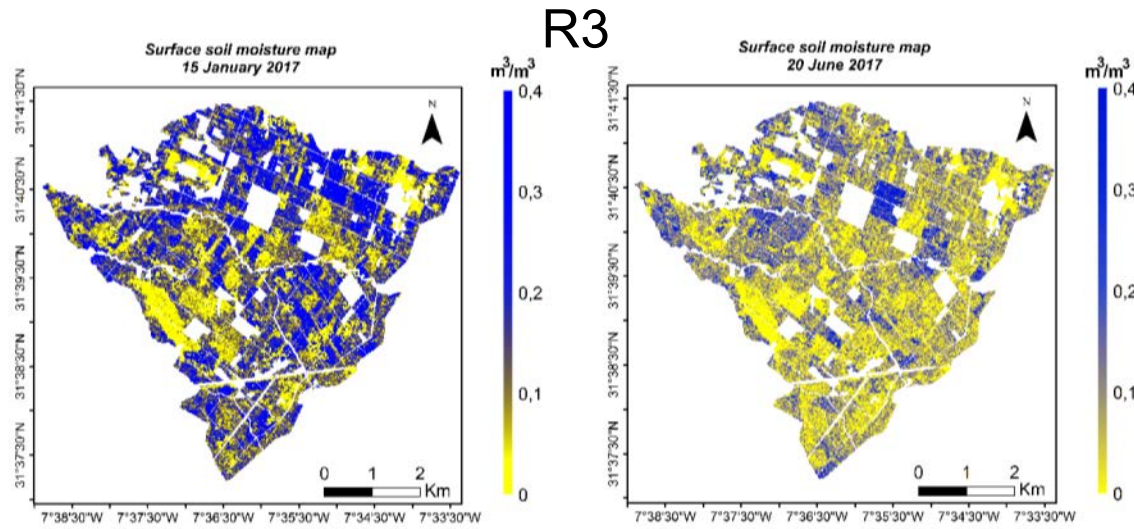 R3
Surface soil moisture map
15 January 2017
m³/m³
0,4
0,3
0,2
0,1
0
N
31°41'30"N
31°40'30"N
31°39'30"N
31°38'30"N
31°37'30"N
0 1 2
Km
7°38'30"W 7°37'30"W 7°36'30"W 7°35'30"W 7°34'30"W 7°33'30"W
Surface soil moisture map
20 June 2017
m³/m³
0,4
0,3
0,2
0,1
0
N
31°41'30"N
31°40'30"N
31°39'30"N
31°38'30"N
31°37'30"N
0 1 2
Km
7°38'30"W 7°37'30"W 7°36'30"W 7°35'30"W 7°34'30"W 7°33'30"W